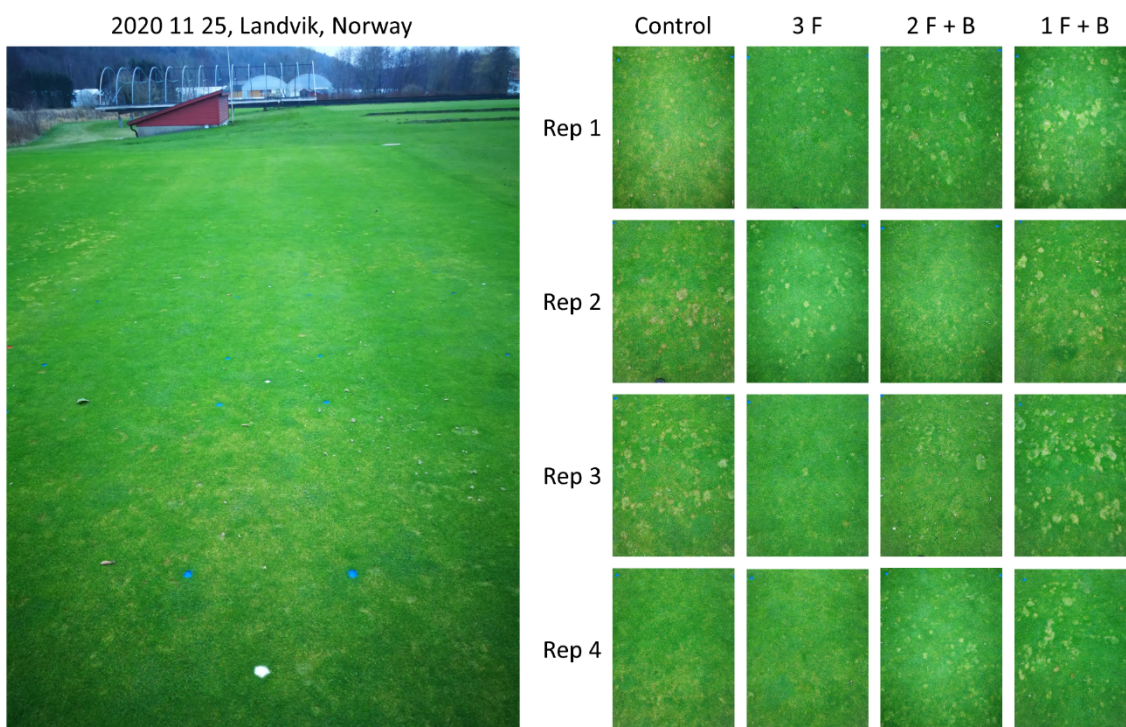 2020 11 25, Landvik, Norway
Control 3 F 2 F + B 1 F + B
Rep 1
Rep 2
Rep 3
Rep 4